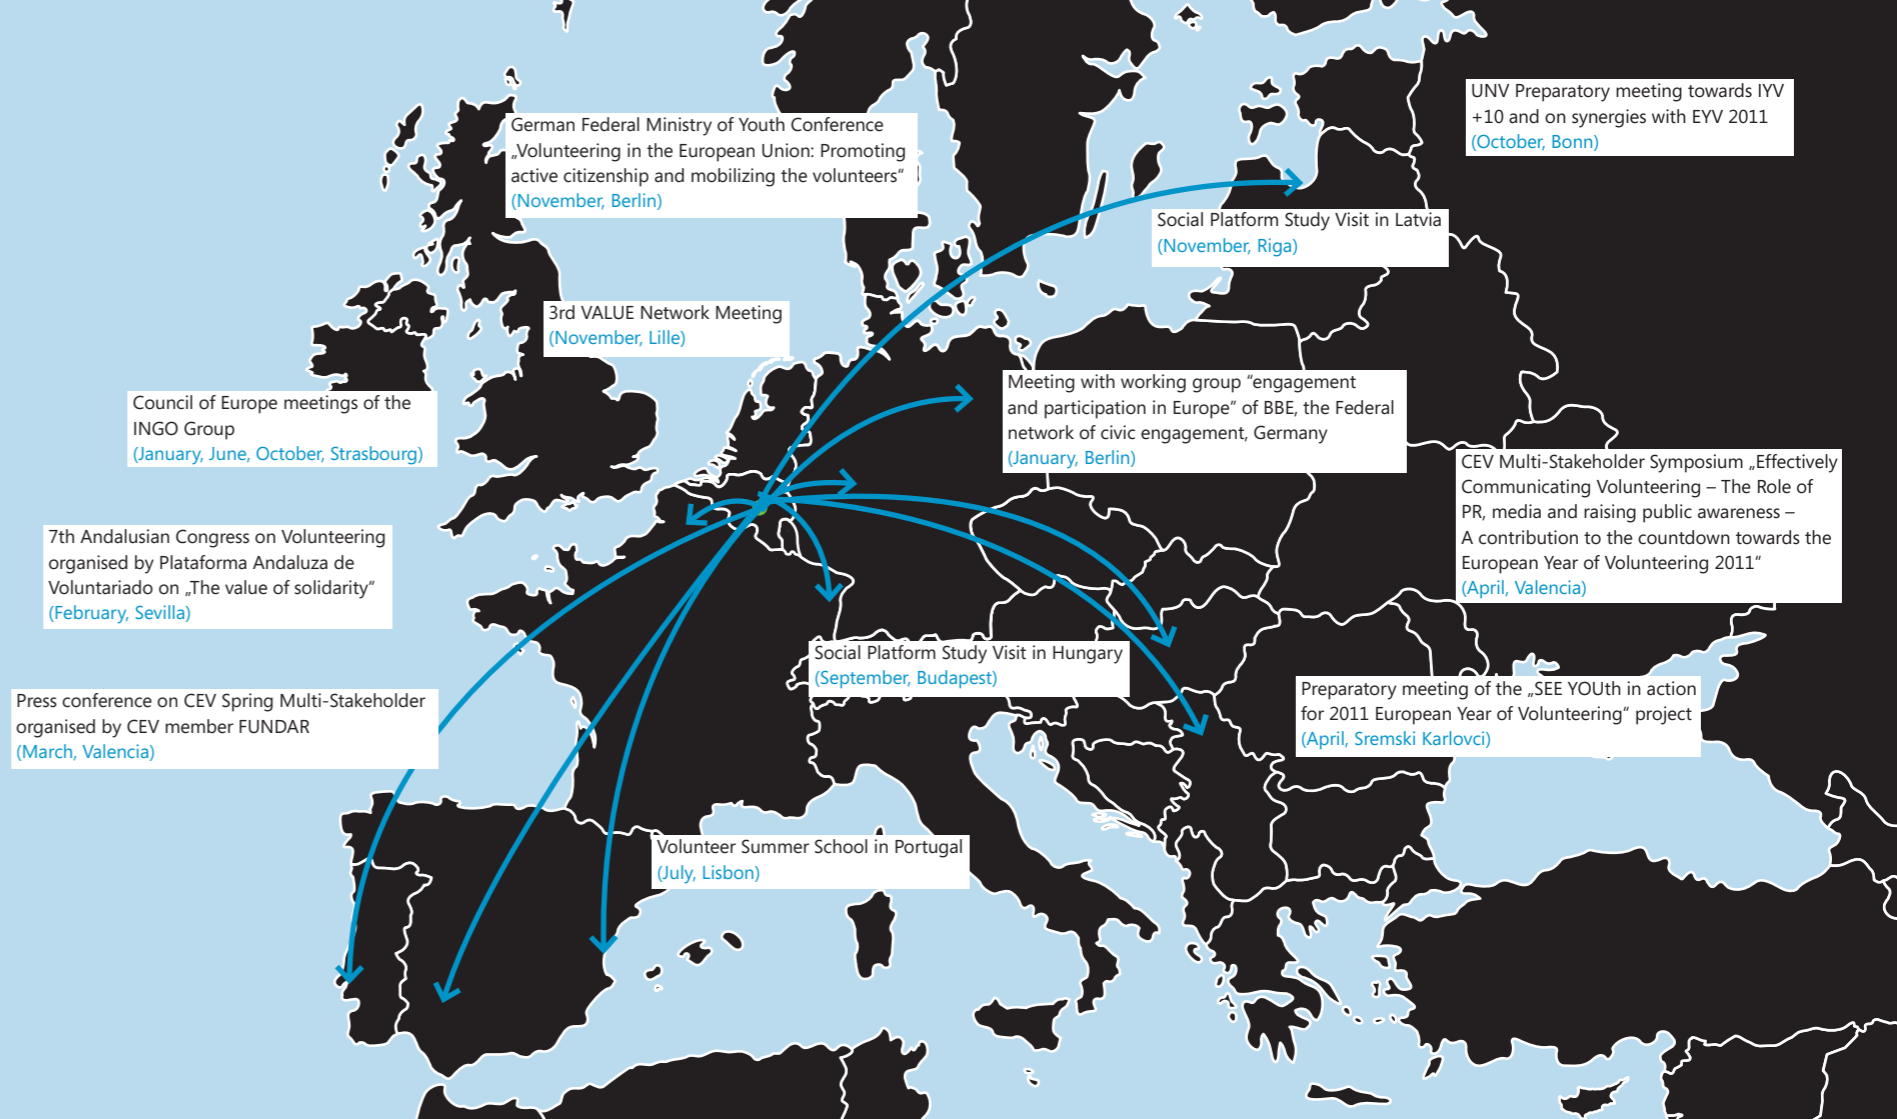 UNV Preparatory meeting towards IYV
+10 and on synergies with EYV 2011
(October, Bonn)
German Federal Ministry of Youth Conference
„Volunteering in the European Union: Promoting
active citizenship and mobilizing the volunteers“
(November, Berlin)
Social Platform Study Visit in Latvia
(November, Riga)
3rd VALUE Network Meeting
(November, Lille)
Meeting with working group “engagement
and participation in Europe” of BBE, the Federal
network of civic engagement, Germany
(January, Berlin)
Council of Europe meetings of the
INGO Group
(January, June, October, Strasbourg)
CEV Multi-Stakeholder Symposium „Effectively
Communicating Volunteering – The Role of
PR, media and raising public awareness –
A contribution to the countdown towards the
European Year of Volunteering 2011“
(April, Valencia)
7th Andalusian Congress on Volunteering
organised by Plataforma Andaluza de
Voluntariado on „The value of solidarity“
(February, Sevilla)
Social Platform Study Visit in Hungary
(September, Budapest)
Preparatory meeting of the „SEE YOUth in action
for 2011 European Year of Volunteering“ project
(April, Sremski Karlovci)
Press conference on CEV Spring Multi-Stakeholder
organised by CEV member FUNDAR
(March, Valencia)
Volunteer Summer School in Portugal
(July, Lisbon)